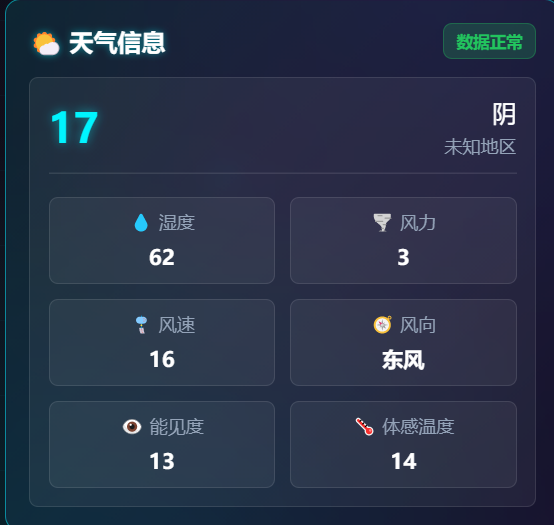 天气信息
数据正常
17
阴
未知地区
湿度
62
风力
3
风速
16
风向
东风
能见度
13
体感温度
14